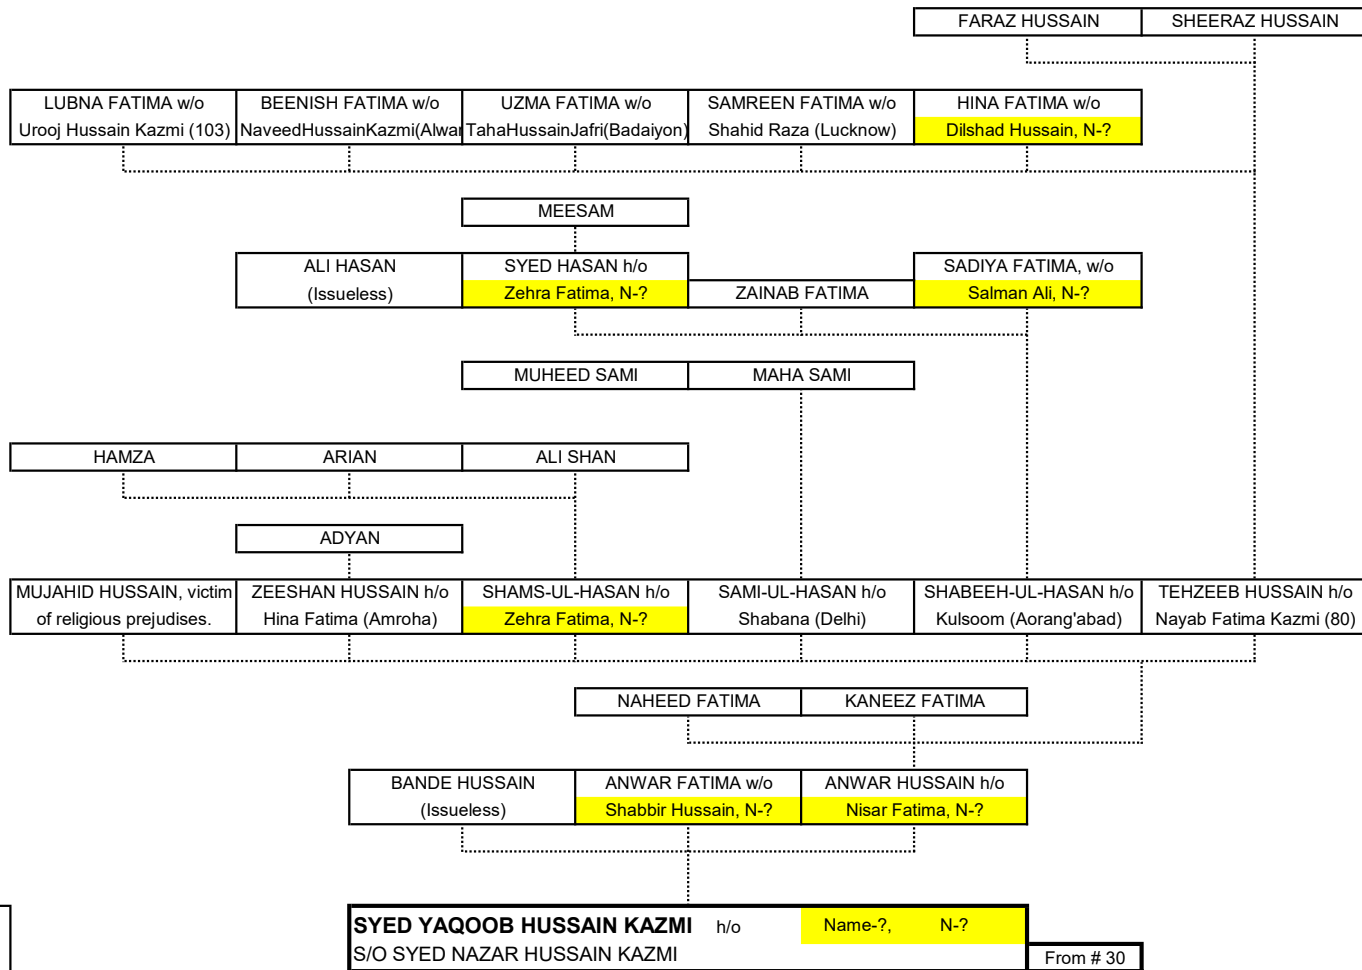 FARAZ HUSSAIN
SHEERAZ HUSSAIN
LUBNA FATIMA w/o
Urooj Hussain Kazmi (103)
BEENISH FATIMA w/o
NaveedHussainKazmi(Alwar
UZMA FATIMA w/o
TahaHussainJafri(Badaiyon)
SAMREEN FATIMA w/o
Shahid Raza (Lucknow)
HINA FATIMA w/o
Dilshad Hussain, N-?
MEESAM
ALI HASAN
(Issueless)
SYED HASAN h/o
Zehra Fatima, N-?
ZAINAB FATIMA
SADIYA FATIMA, w/o
Salman Ali, N-?
MUHEED SAMI
MAHA SAMI
HAMZA
ARIAN
ALI SHAN
ADYAN
MUJAHID HUSSAIN, victim
of religious prejudises.
ZEESHAN HUSSAIN h/o
Hina Fatima (Amroha)
SHAMS-UL-HASAN h/o
Zehra Fatima, N-?
SAMI-UL-HASAN h/o
Shabana (Delhi)
SHABEEH-UL-HASAN h/o
Kulsoom (Aorang'abad)
TEHZEEB HUSSAIN h/o
Nayab Fatima Kazmi (80)
NAHEED FATIMA
KANEEZ FATIMA
BANDE HUSSAIN
(Issueless)
ANWAR FATIMA w/o
Shabbir Hussain, N-?
ANWAR HUSSAIN h/o
Nisar Fatima, N-?
SYED YAQOOB HUSSAIN KAZMI h/o Name-?, N-?
S/O SYED NAZAR HUSSAIN KAZMI
From # 30